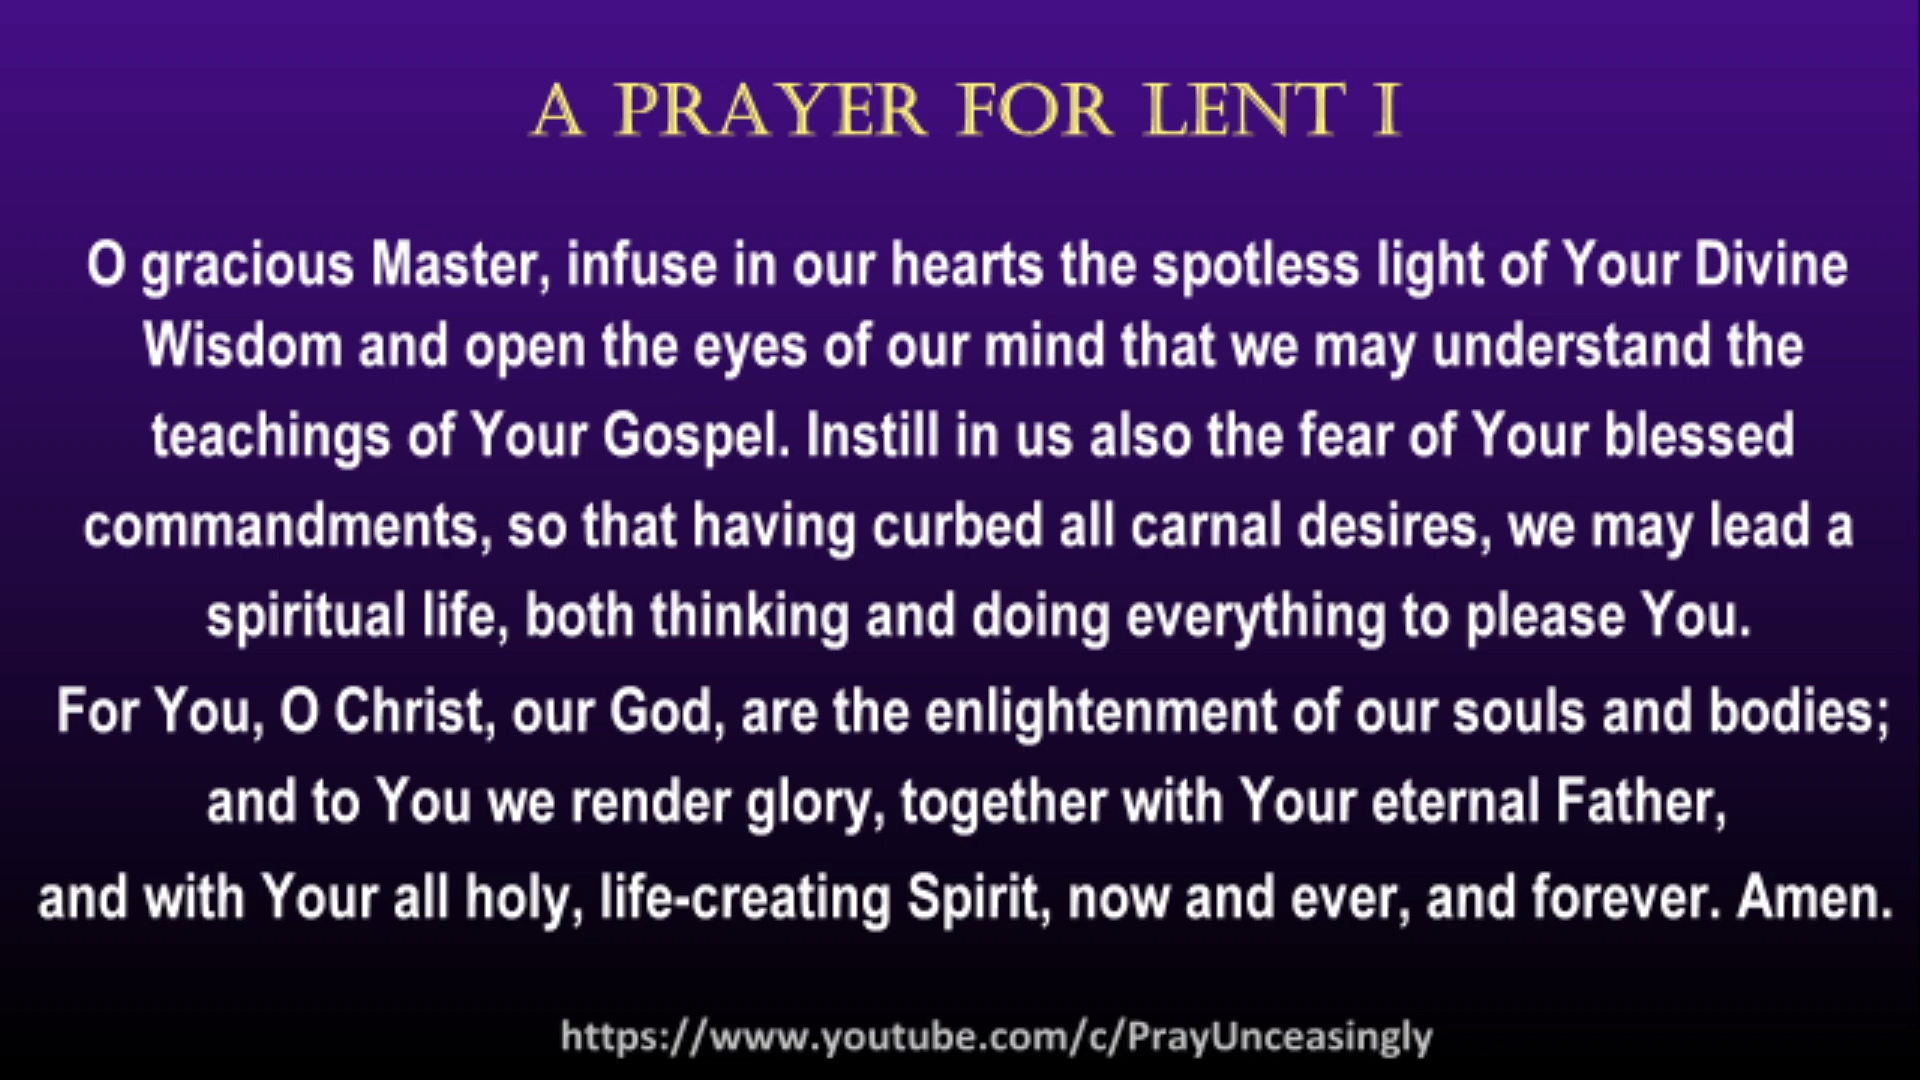 A PRAYER FOR LENT I
O gracious Master, infuse in our hearts the spotless light of Your Divine
Wisdom and open the eyes of our mind that we may understand the
teachings of Your Gospel. Instill in us also the fear of Your blessed
commandments, so that having curbed all carnal desires, we may lead a
spiritual life, both thinking and doing everything to please You.
For You, O Christ, our God, are the enlightenment of our souls and bodies;
and to You we render glory, together with Your eternal Father,
and with Your all holy, life-creating Spirit, now and ever, and forever. Amen.
https://www.youtube.com/c/PrayUnceasingly